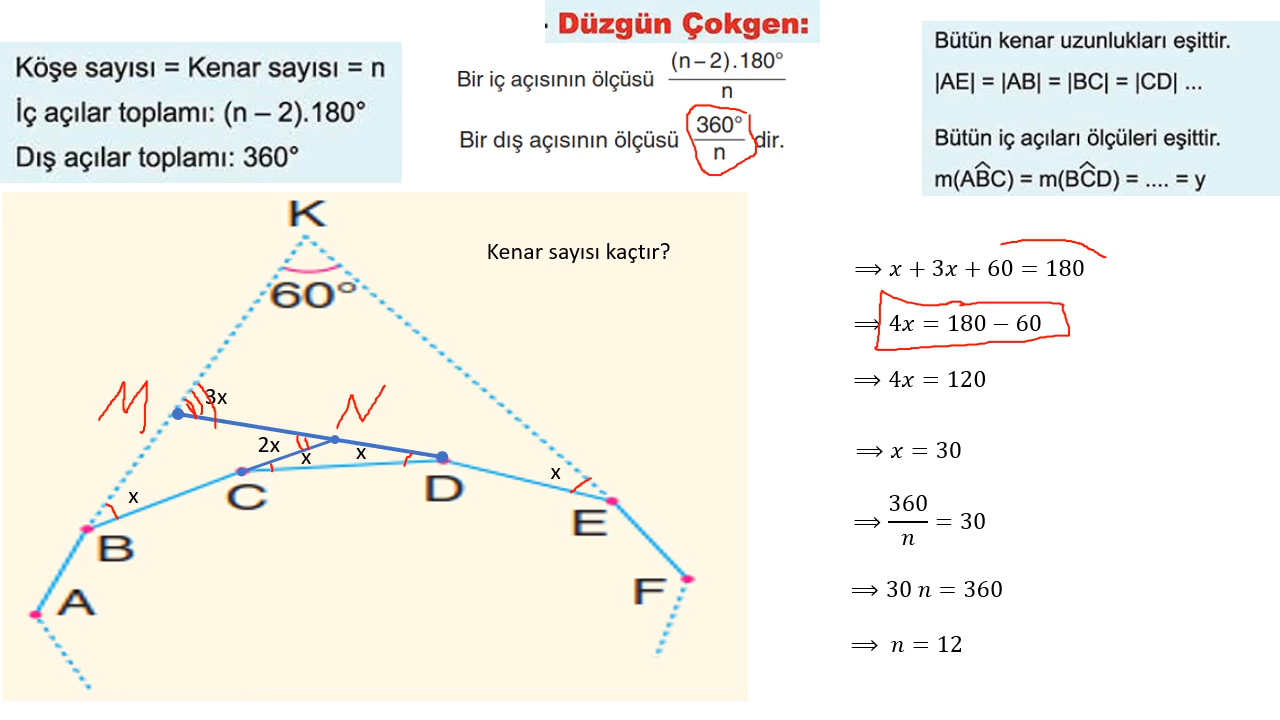 - Düzgün Çokgen:
Köşe sayısı = Kenar sayısı = n
İç açılar toplamı: (n – 2).180°
Dış açılar toplamı: 360°
Bir iç açısının ölçüsü (n–2).180°
n
Bir dış açısının ölçüsü 360° dir.
n
Bütün kenar uzunlukları eşittir.
|AE| = |AB| = |BC| = |CD| ...
Bütün iç açıları ölçüleri eşittir.
m(ABC) = m(BCD) = .... = y
K
60°
Kenar sayısı kaçtır?
M
3x
N
2x
x
x
x
x
B
C
D
E
A
F
⟹ x + 3x + 60 = 180
⟹ 4x = 180 − 60
⟹ 4x = 120
⟹ x = 30
⟹ 360/n = 30
⟹ 30 n = 360
⟹ n = 12